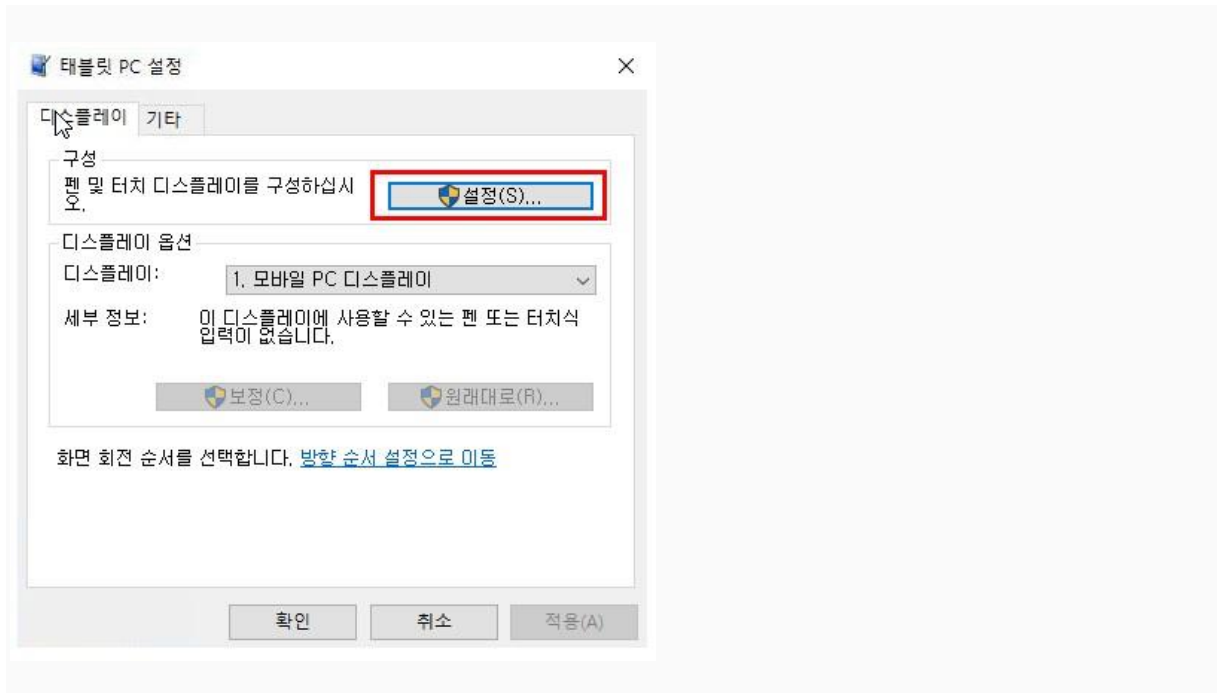 태블릿 PC 설정
디스플레이 기타
구성
펜 및 터치 디스플레이를 구성하십시
오.
설정(S)...
디스플레이 옵션
디스플레이: 1. 모바일 PC 디스플레이
세부 정보: 이 디스플레이에 사용할 수 있는 펜 또는 터치식
입력이 없습니다.
보정(C)... 원래대로(R)...
화면 회전 순서를 선택합니다. 방향 순서 설정으로 이동
확인 취소 적용(A)